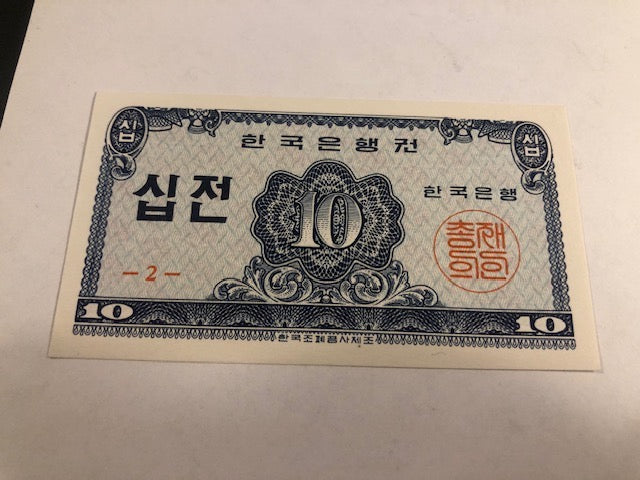 십 십
한국은행권
십전 10 한국은행
총재의인
— 2 —
10 10
한국조폐공사제조